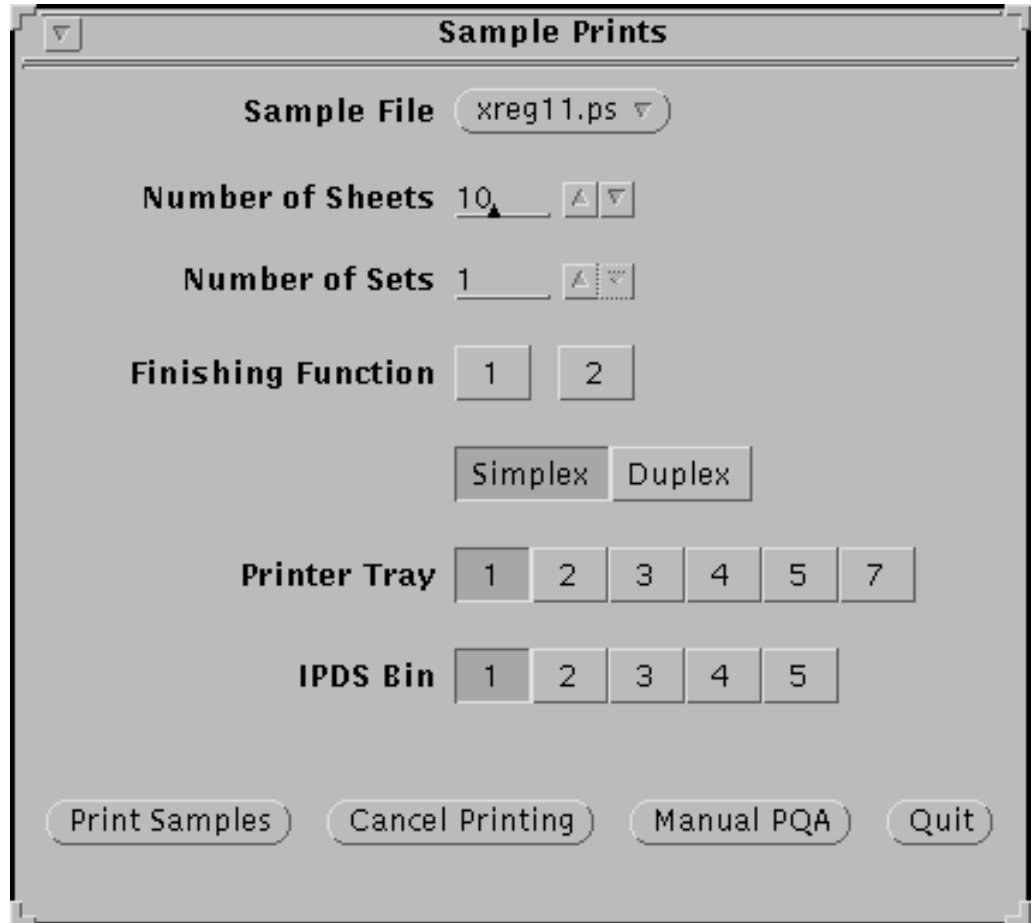 Sample Prints
Sample File xreg11.ps
Number of Sheets 10
Number of Sets 1
Finishing Function 1 2
Simplex Duplex
Printer Tray 1 2 3 4 5 7
IPDS Bin 1 2 3 4 5
Print Samples Cancel Printing Manual PQA Quit